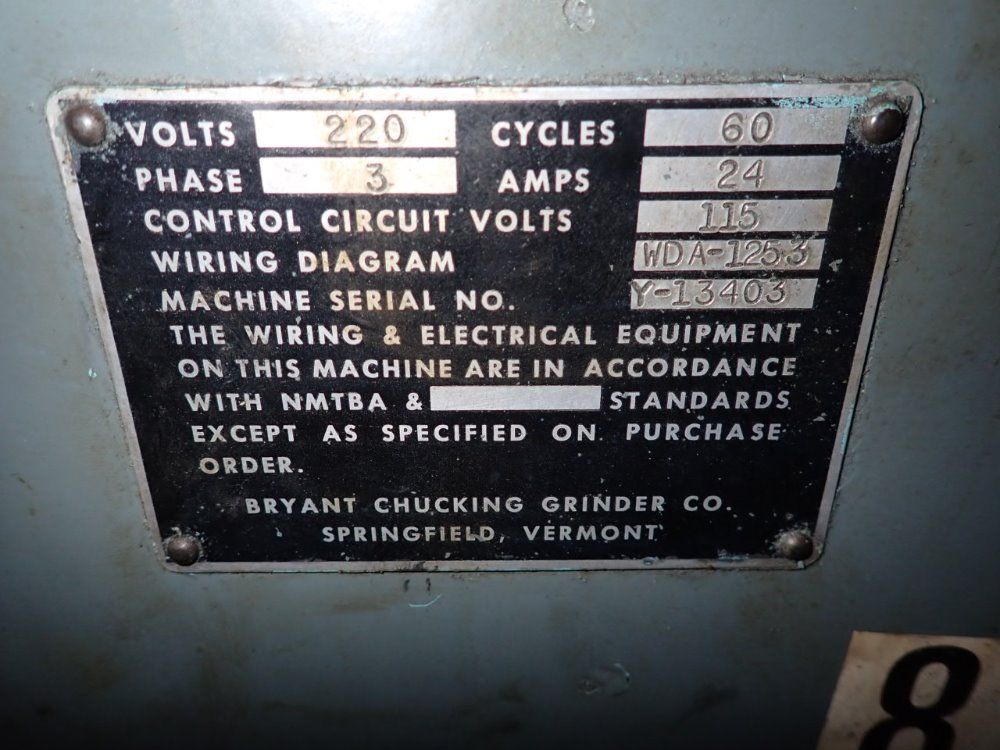 VOLTS 220 CYCLES 60
PHASE 3 AMPS 24
CONTROL CIRCUIT VOLTS 115
WIRING DIAGRAM WDA-1253
MACHINE SERIAL NO. Y-13403
THE WIRING & ELECTRICAL EQUIPMENT
ON THIS MACHINE ARE IN ACCORDANCE
WITH NMTBA & STANDARDS
EXCEPT AS SPECIFIED ON PURCHASE
ORDER.
BRYANT CHUCKING GRINDER CO.
SPRINGFIELD, VERMONT
8